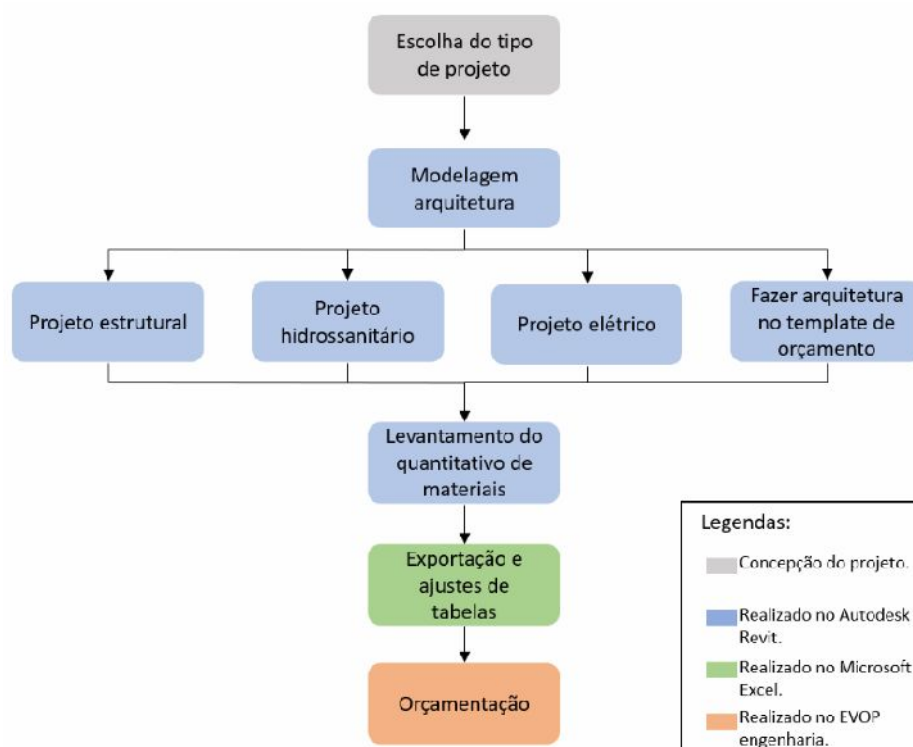 Escolha do tipo
de projeto
Modelagem
arquitetura
Projeto estrutural
Projeto
hidrossanitário
Projeto elétrico
Fazer arquitetura
no template de
orçamento
Levantamento do
quantitativo de
materiais
Exportação e
ajustes de
tabelas
Orçamentação
Legendas:
Concepção do projeto.
Realizado no Autodesk
Revit.
Realizado no Microsoft
Excel.
Realizado no EVOP
engenharia.